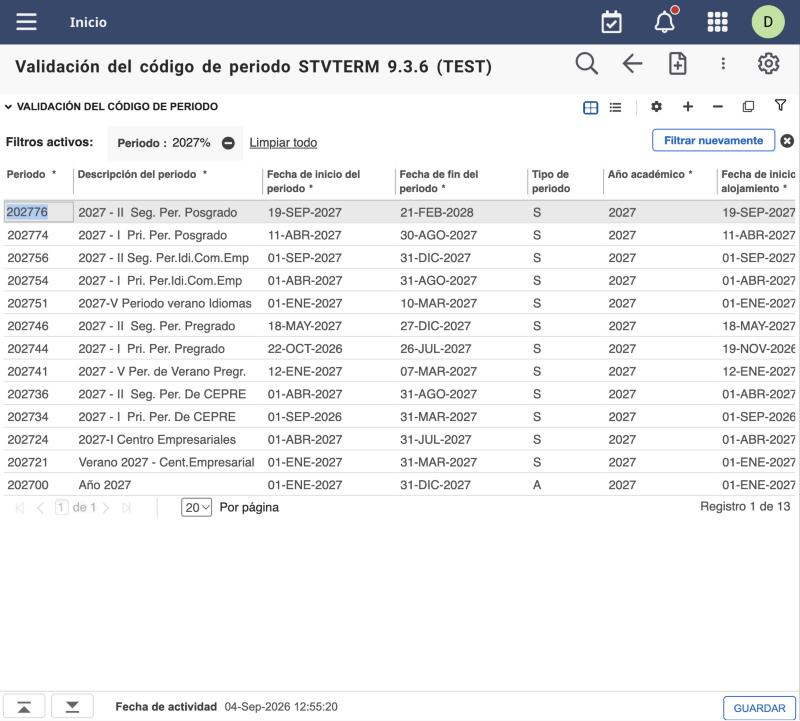 Inicio
D
Validación del código de periodo STVTERM 9.3.6 (TEST)
VALIDACIÓN DEL CÓDIGO DE PERIODO
Filtros activos: Periodo : 2027% Limpiar todo Filtrar nuevamente
Periodo * Descripción del periodo * Fecha de inicio del periodo * Fecha de fin del periodo * Tipo de periodo Año académico * Fecha de inicio alojamiento *
202776 2027 - II Seg. Per. Posgrado 19-SEP-2027 21-FEB-2028 S 2027 19-SEP-2027
202774 2027 - I Pri. Per. Posgrado 11-ABR-2027 30-AGO-2027 S 2027 11-ABR-2027
202756 2027 - II Seg. Per.Idi.Com.Emp 01-SEP-2027 31-DIC-2027 S 2027 01-SEP-2027
202754 2027 - I Pri. Per.Idi.Com.Emp 01-ABR-2027 31-AGO-2027 S 2027 01-ABR-2027
202751 2027-V Periodo verano Idiomas 01-ENE-2027 10-MAR-2027 S 2027 01-ENE-2027
202746 2027 - II Seg. Per. Pregrado 18-MAY-2027 27-DIC-2027 S 2027 18-MAY-2027
202744 2027 - I Pri. Per. Pregrado 22-OCT-2026 26-JUL-2027 S 2027 19-NOV-2026
202741 2027 - V Per. de Verano Pregr. 12-ENE-2027 07-MAR-2027 S 2027 12-ENE-2027
202736 2027 - II Seg. Per. De CEPRE 01-ABR-2027 31-AGO-2027 S 2027 01-ABR-2027
202734 2027 - I Pri. Per. De CEPRE 01-SEP-2026 31-MAR-2027 S 2027 01-SEP-2026
202724 2027-I Centro Empresariales 01-ABR-2027 31-JUL-2027 S 2027 01-ABR-2027
202721 Verano 2027 - Cent.Empresarial 01-ENE-2027 31-MAR-2027 S 2027 01-ENE-2027
202700 Año 2027 01-ENE-2027 31-DIC-2027 A 2027 01-ENE-2027
1 de 1 20 Por página Registro 1 de 13
Fecha de actividad 04-Sep-2026 12:55:20 GUARDAR